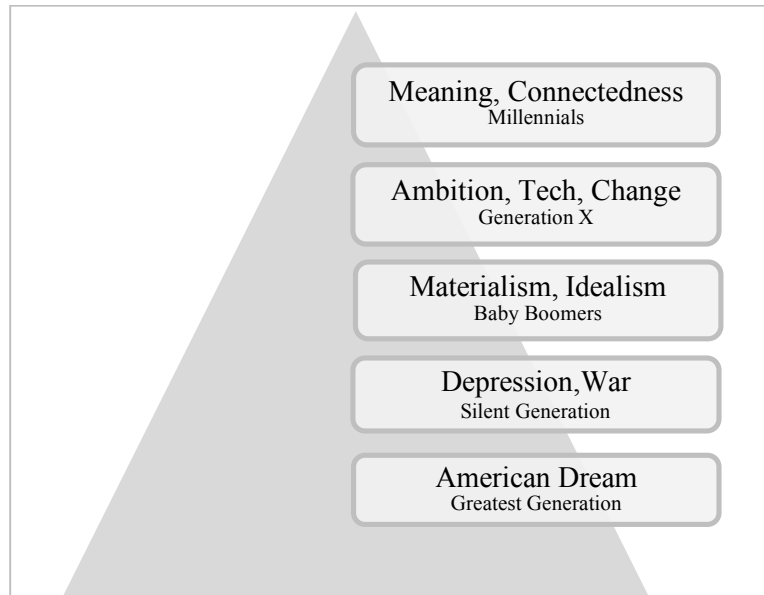 Meaning, Connectedness
Millennials
Ambition, Tech, Change
Generation X
Materialism, Idealism
Baby Boomers
Depression,War
Silent Generation
American Dream
Greatest Generation